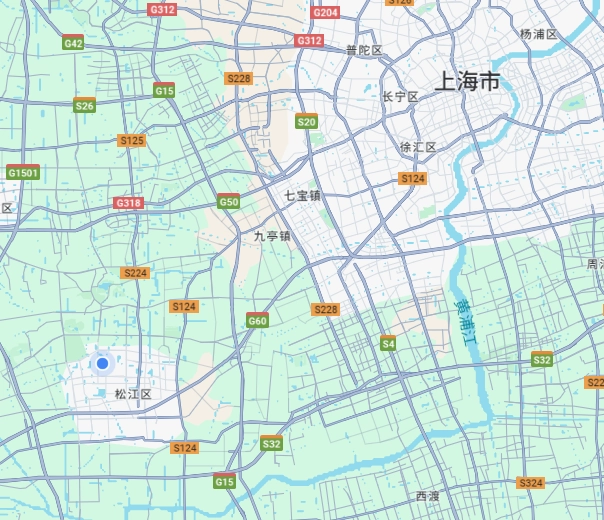 G312
G204
S126
杨浦区
G42
G312
普陀区
S228
上海市
G15
长宁区
S26
S20
S125
徐汇区
G1501
S124
七宝镇
G318
G50
区
九亭镇
S224
S124
S228
黄浦江
G60
S4
S32
松江区
S124
S32
G15
S324
西渡